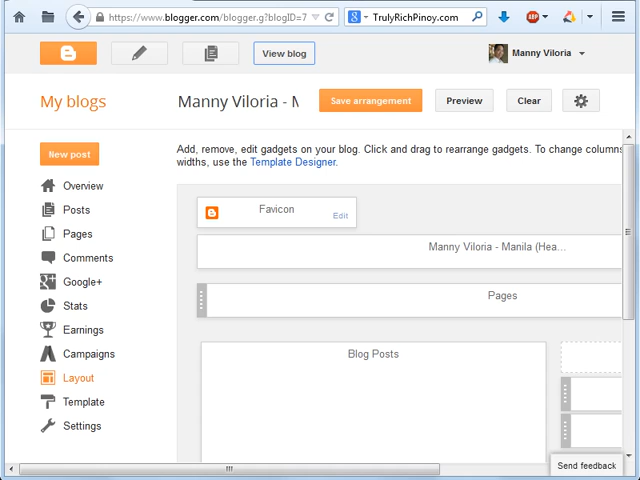 https://www.blogger.com/blogger.g?blogID=7
TrulyRichPinoy.com
ABP
View blog
Manny Viloria
My blogs
Manny Viloria - M
Save arrangement
Preview
Clear
New post
Add, remove, edit gadgets on your blog. Click and drag to rearrange gadgets. To change columns
widths, use the Template Designer.
Overview
Posts
Pages
Comments
Google+
Stats
Earnings
Campaigns
Layout
Template
Settings
Favicon
Edit
Manny Viloria - Manila (Hea...
Pages
Blog Posts
Send feedback